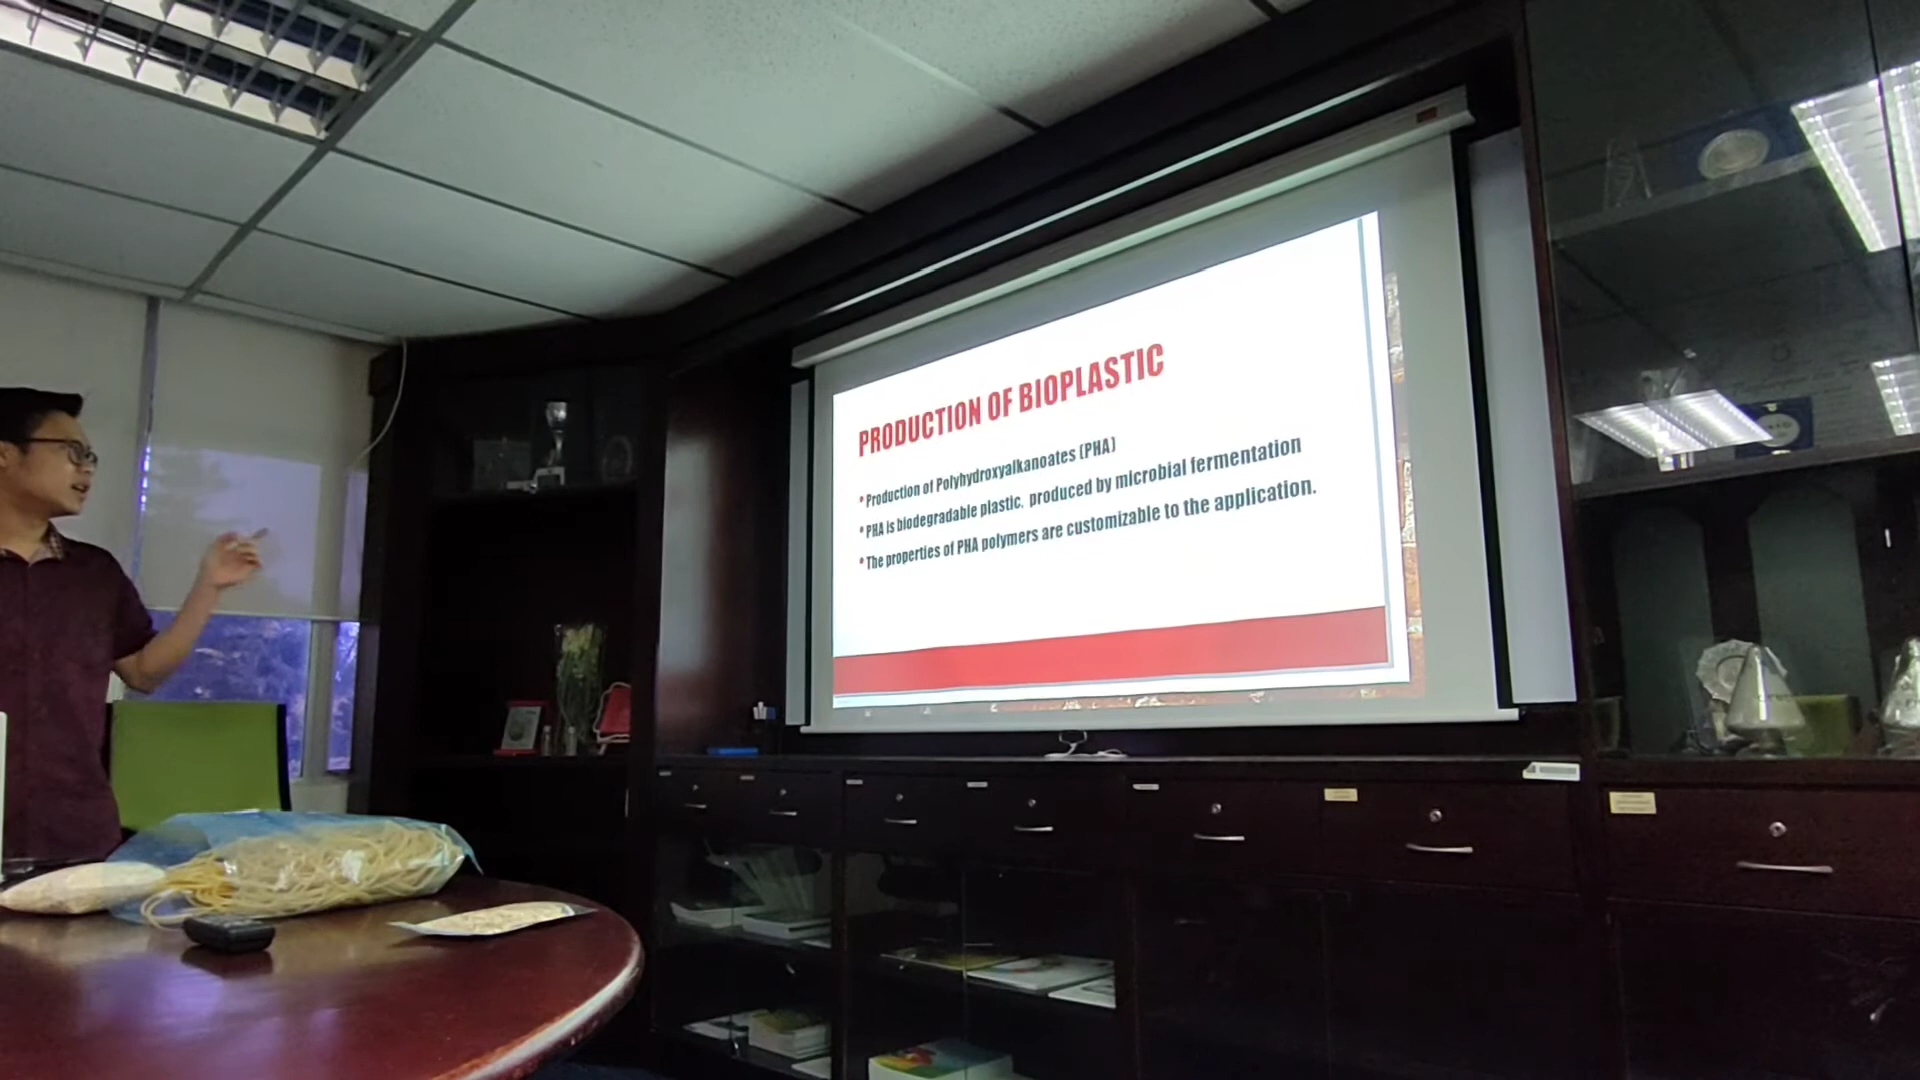 PRODUCTION OF BIOPLASTIC
• Production of Polyhydroxyalkanoates (PHA)
• PHA is biodegradable plastic, produced by microbial fermentation
• The properties of PHA polymers are customizable to the application.